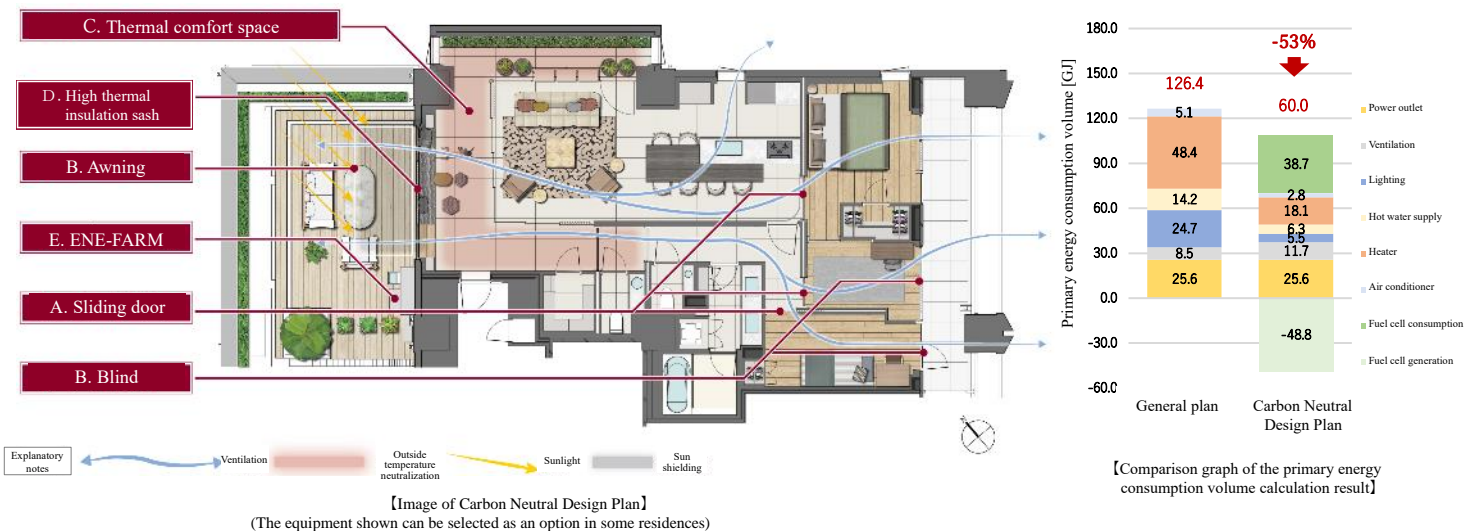 C. Thermal comfort space
D. High thermal
insulation sash
B. Awning
E. ENE-FARM
A. Sliding door
B. Blind
Explanatory
notes
Ventilation
Outside
temperature
neutralization
Sunlight
Sun
shielding
【Image of Carbon Neutral Design Plan】
(The equipment shown can be selected as an option in some residences)
Primary energy consumption volume [GJ]
180.0
150.0
120.0
90.0
60.0
30.0
0.0
-30.0
-60.0
126.4
5.1
48.4
14.2
24.7
8.5
25.6
General plan
-53%
60.0
38.7
2.8
18.1
6.3
5.5
11.7
25.6
-48.8
Carbon Neutral
Design Plan
Power outlet
Ventilation
Lighting
Hot water supply
Heater
Air conditioner
Fuel cell consumption
Fuel cell generation
【Comparison graph of the primary energy
consumption volume calculation result】